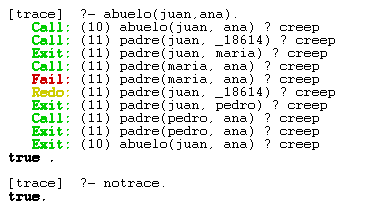 [trace]  ?- abuelo(juan,ana).
   Call: (10) abuelo(juan, ana) ? creep
   Call: (11) padre(juan, _18614) ? creep
   Exit: (11) padre(juan, maria) ? creep
   Call: (11) padre(maria, ana) ? creep
   Fail: (11) padre(maria, ana) ? creep
   Redo: (11) padre(juan, _18614) ? creep
   Exit: (11) padre(juan, pedro) ? creep
   Call: (11) padre(pedro, ana) ? creep
   Exit: (11) padre(pedro, ana) ? creep
   Exit: (10) abuelo(juan, ana) ? creep
true .
[trace]  ?- notrace.
true.